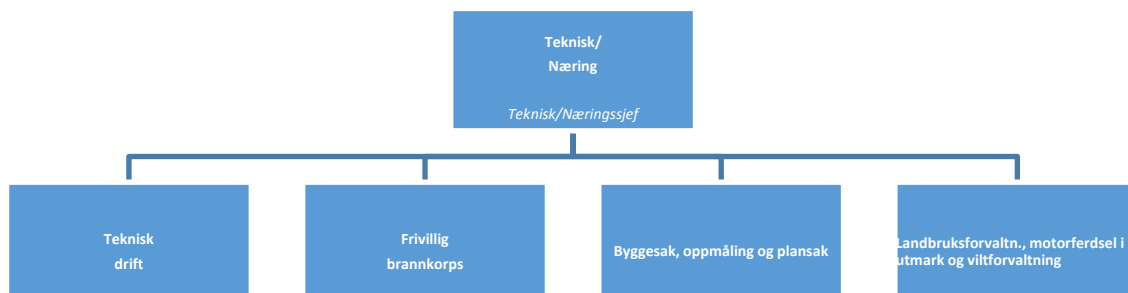 Teknisk/
Næring
Teknisk/Næringssjef
Teknisk
drift
Frivillig
brannkorps
Byggesak, oppmåling og plansak
Landbruksforvaltn., motorferdsel i
utmark og viltforvaltning